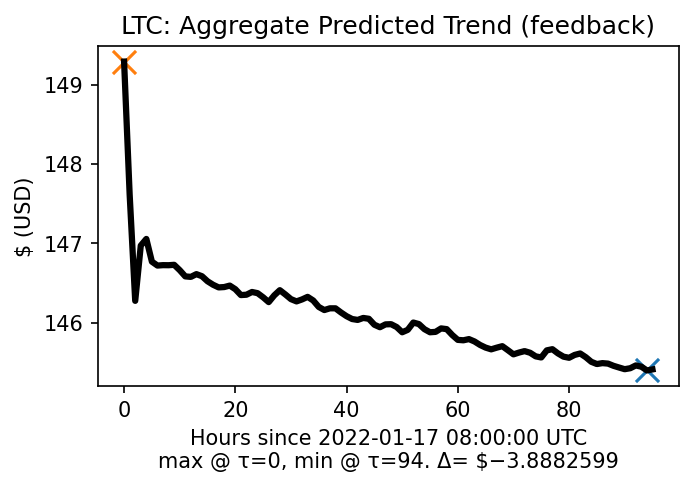 LTC: Aggregate Predicted Trend (feedback)
149
148
147
146
$ (USD)
0 20 40 60 80
Hours since 2022-01-17 08:00:00 UTC
max @ τ=0, min @ τ=94. Δ= $−3.8882599